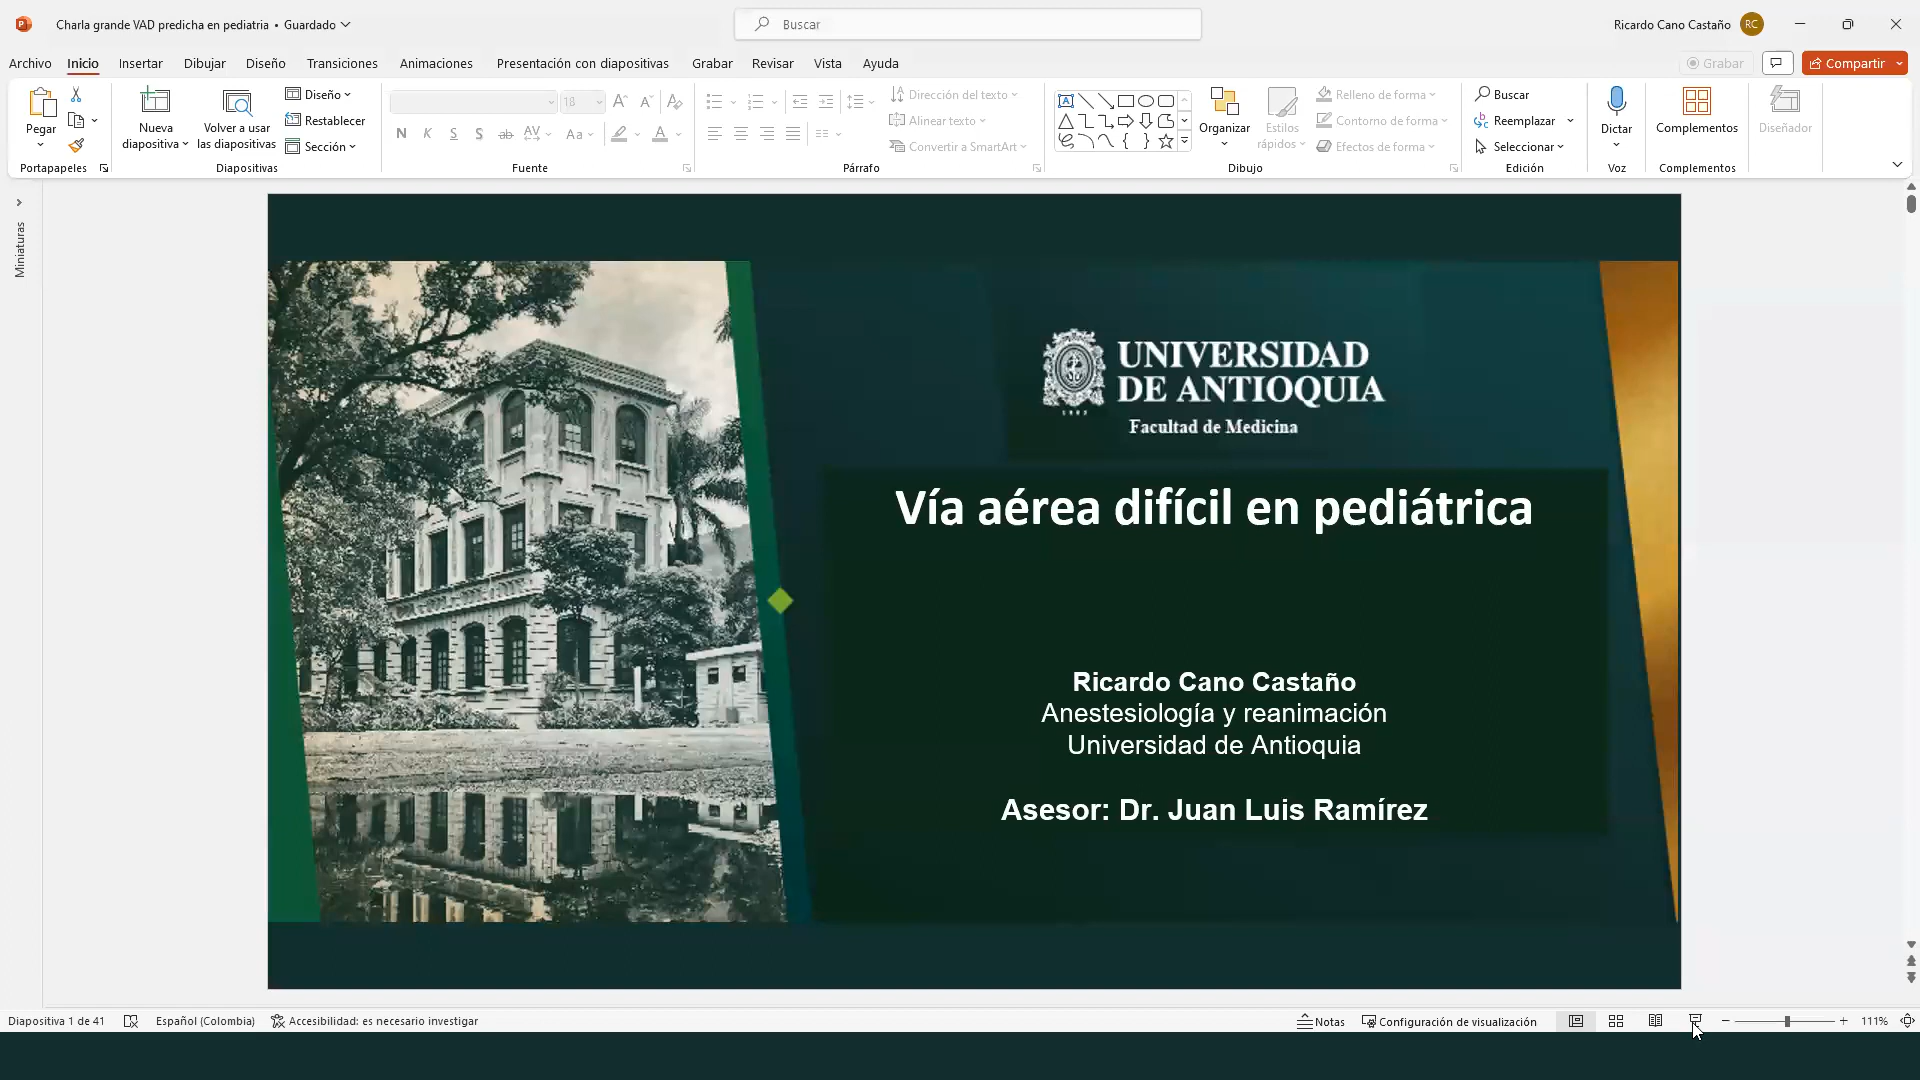 Charla grande VAD predicha en pediatria • Guardado
Buscar
Ricardo Cano Castaño
RC
Archivo
Inicio
Insertar
Dibujar
Diseño
Transiciones
Animaciones
Presentación con diapositivas
Grabar
Revisar
Vista
Ayuda
Grabar
Compartir
Pegar
Portapapeles
Nueva
diapositiva
Volver a usar
las diapositivas
Diseño
Restablecer
Sección
Diapositivas
18
N K S S ab AV Aa A
Fuente
Dirección del texto
Alinear texto
Convertir a SmartArt
Párrafo
Organizar
Estilos
rápidos
Relleno de forma
Contorno de forma
Efectos de forma
Dibujo
Buscar
Reemplazar
Seleccionar
Edición
Dictar
Voz
Complementos
Complementos
Diseñador
Miniaturas
UNIVERSIDAD
DE ANTIOQUIA
1803
Facultad de Medicina
Vía aérea difícil en pediátrica
Ricardo Cano Castaño
Anestesiología y reanimación
Universidad de Antioquia
Asesor: Dr. Juan Luis Ramírez
Diapositiva 1 de 41
Español (Colombia)
Accesibilidad: es necesario investigar
Notas
Configuración de visualización
111%